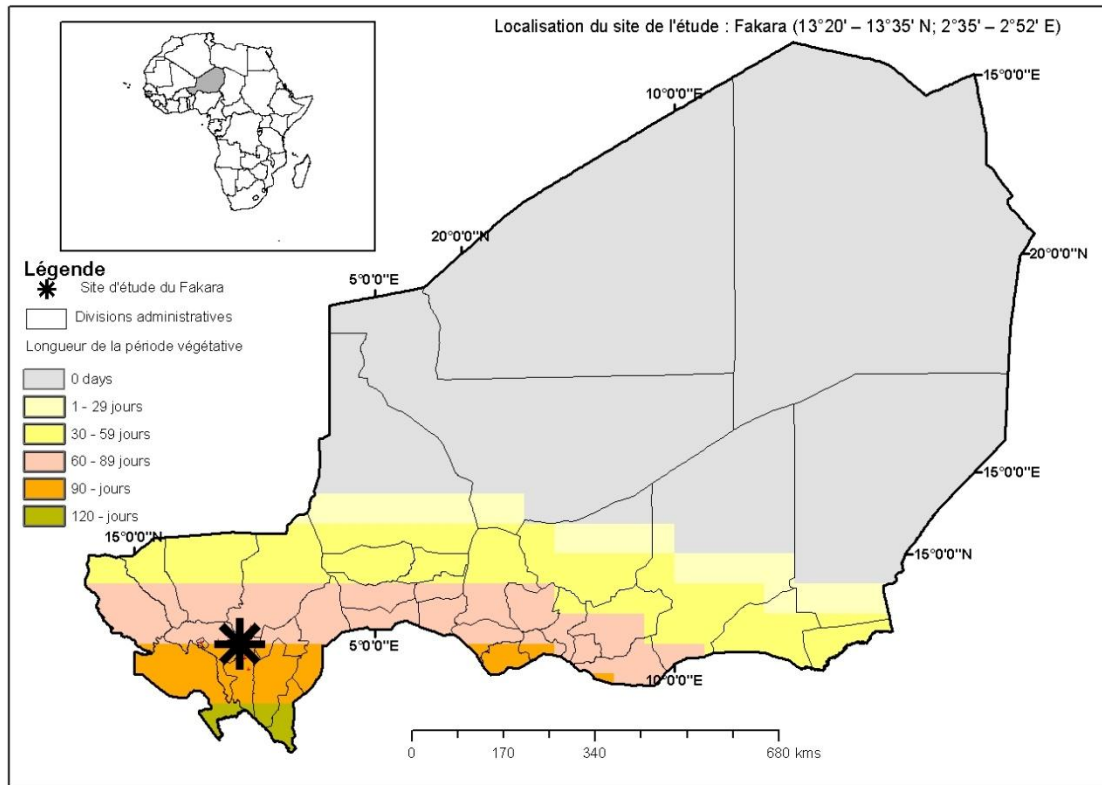 Localisation du site de l'étude : Fakara (13°20' – 13°35' N; 2°35' – 2°52' E)
15°0'0"E
10°0'0"E
20°0'0"N
20°0'0"N
5°0'0"E
Légende
Site d'étude du Fakara
Divisions administratives
Longueur de la période végétative
0 days
1 - 29 jours
30 - 59 jours
60 - 89 jours
90 - jours
120 - jours
15°0'0"E
15°0'0"N
15°0'0"N
5°0'0"E
10°0'0"E
0 170 340 680 kms